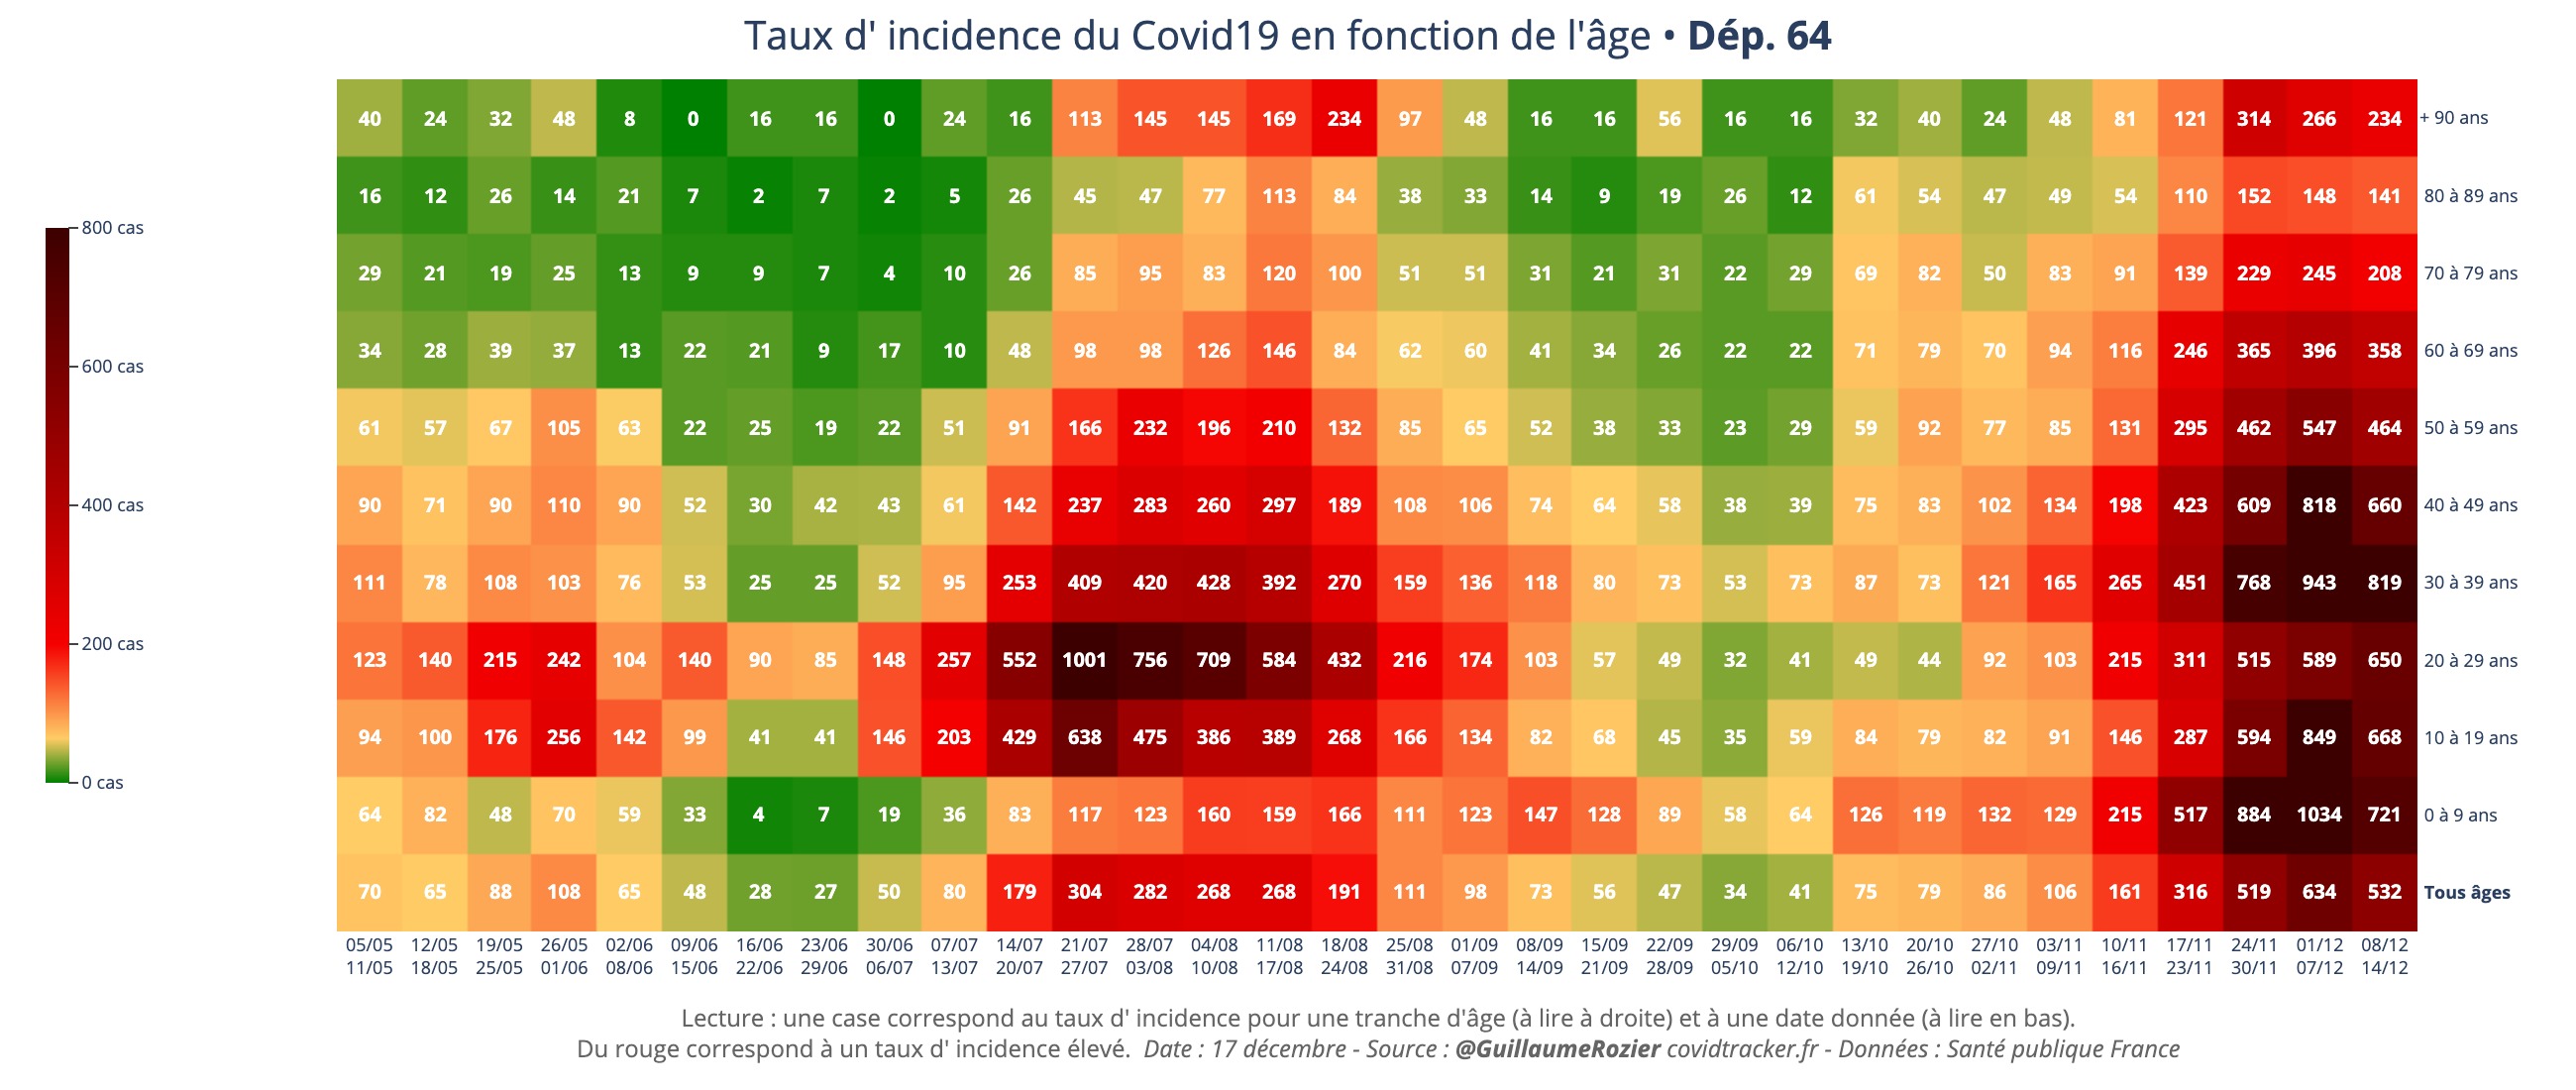 Taux d' incidence du Covid19 en fonction de l'âge • Dép. 64
800 cas
600 cas
400 cas
200 cas
0 cas
40 24 32 48 8 0 16 16 0 24 16 113 145 145 169 234 97 48 16 16 56 16 16 32 40 24 48 81 121 314 266 234 + 90 ans
16 12 26 14 21 7 2 7 2 5 26 45 47 77 113 84 38 33 14 9 19 26 12 61 54 47 49 54 110 152 148 141 80 à 89 ans
29 21 19 25 13 9 9 7 4 10 26 85 95 83 120 100 51 51 31 21 31 22 29 69 82 50 83 91 139 229 245 208 70 à 79 ans
34 28 39 37 13 22 21 9 17 10 48 98 98 126 146 84 62 60 41 34 26 22 22 71 79 70 94 116 246 365 396 358 60 à 69 ans
61 57 67 105 63 22 25 19 22 51 91 166 232 196 210 132 85 65 52 38 33 23 29 59 92 77 85 131 295 462 547 464 50 à 59 ans
90 71 90 110 90 52 30 42 43 61 142 237 283 260 297 189 108 106 74 64 58 38 39 75 83 102 134 198 423 609 818 660 40 à 49 ans
111 78 108 103 76 53 25 25 52 95 253 409 420 428 392 270 159 136 118 80 73 53 73 87 73 121 165 265 451 768 943 819 30 à 39 ans
123 140 215 242 104 140 90 85 148 257 552 1001 756 709 584 432 216 174 103 57 49 32 41 49 44 92 103 215 311 515 589 650 20 à 29 ans
94 100 176 256 142 99 41 41 146 203 429 638 475 386 389 268 166 134 82 68 45 35 59 84 79 82 91 146 287 594 849 668 10 à 19 ans
64 82 48 70 59 33 4 7 19 36 83 117 123 160 159 166 111 123 147 128 89 58 64 126 119 132 129 215 517 884 1034 721 0 à 9 ans
70 65 88 108 65 48 28 27 50 80 179 304 282 268 268 191 111 98 73 56 47 34 41 75 79 86 106 161 316 519 634 532 Tous âges
05/05 12/05 19/05 26/05 02/06 09/06 16/06 23/06 30/06 07/07 14/07 21/07 28/07 04/08 11/08 18/08 25/08 01/09 08/09 15/09 22/09 29/09 06/10 13/10 20/10 27/10 03/11 10/11 17/11 24/11 01/12 08/12
11/05 18/05 25/05 01/06 08/06 15/06 22/06 29/06 06/07 13/07 20/07 27/07 03/08 10/08 17/08 24/08 31/08 07/09 14/09 21/09 28/09 05/10 12/10 19/10 26/10 02/11 09/11 16/11 23/11 30/11 07/12 14/12
Lecture : une case correspond au taux d' incidence pour une tranche d'âge (à lire à droite) et à une date donnée (à lire en bas).
Du rouge correspond à un taux d' incidence élevé. Date : 17 décembre - Source : @GuillaumeRozier covidtracker.fr - Données : Santé publique France